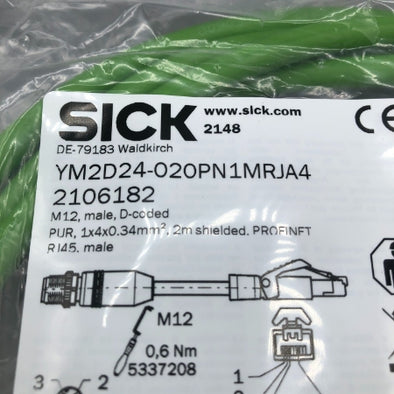 SICK www.sick.com CE
2148
DE-79183 Waldkirch
YM2D24-020PN1MRJA4
2106182
M12, male, D-coded
PUR, 1x4x0.34mm², 2m shielded, PROFINET
RJ45, male
M12
0,6 Nm
5337208
3 2
1